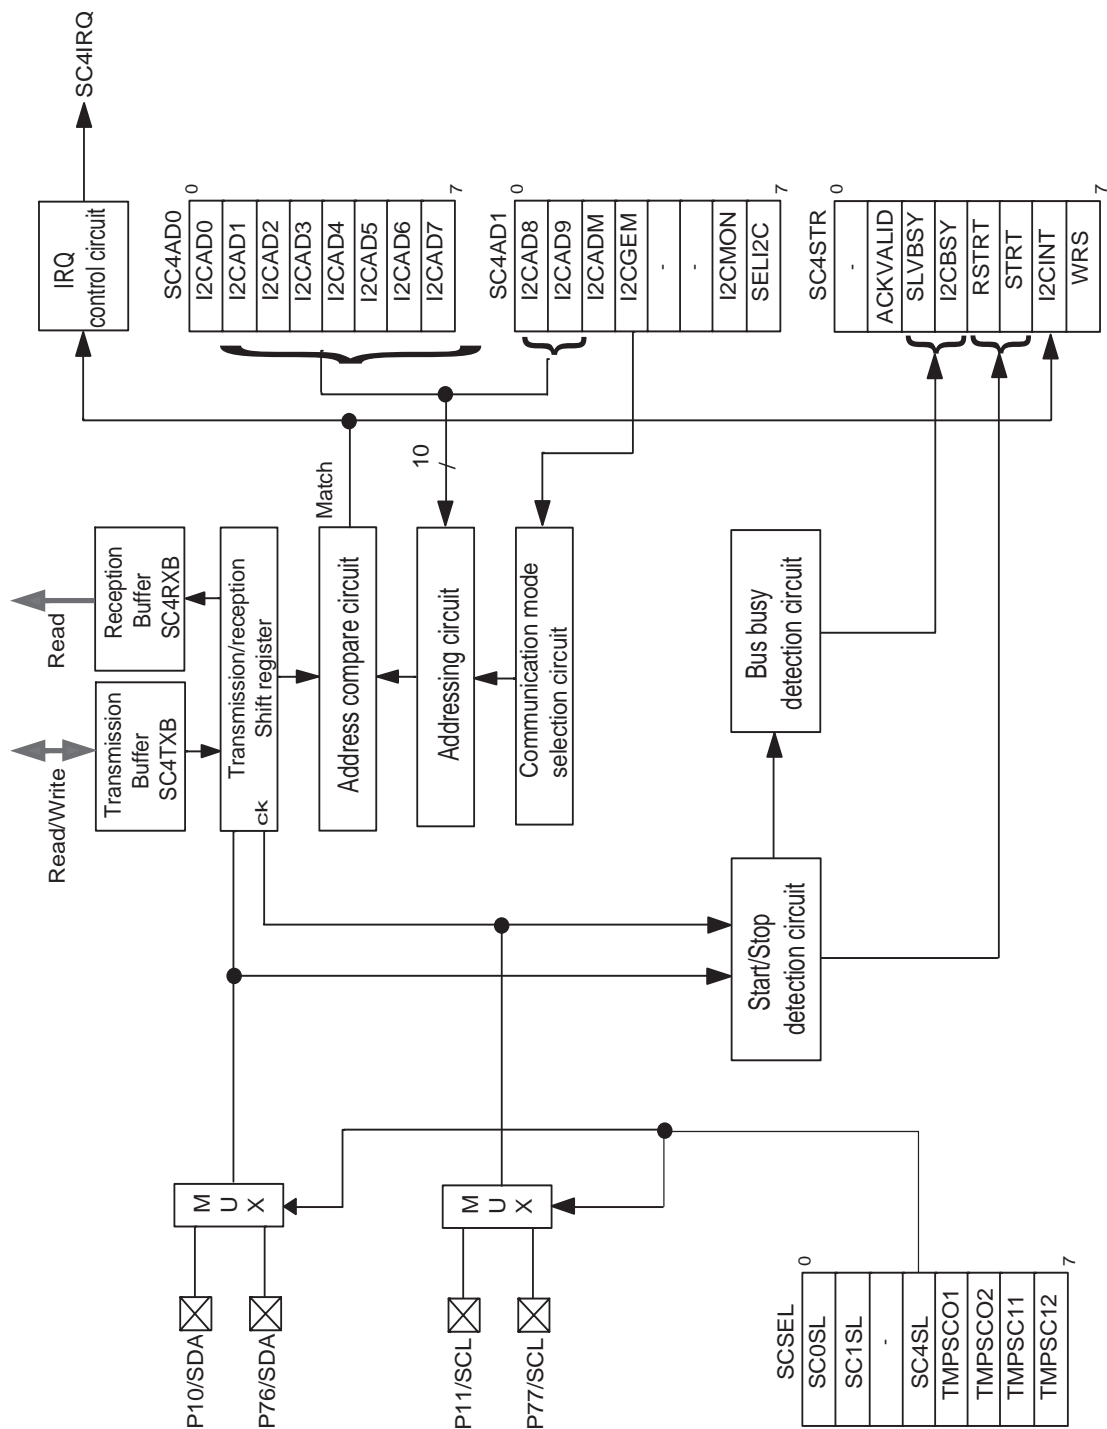 P10/SDA
P76/SDA
P11/SCL
P77/SCL
M
U
X
M
U
X
SCSEL
0
SC0SL
SC1SL
-
SC4SL
TMPSCO1
TMPSCO2
TMPSC11
TMPSC12
7
Read/Write
Transmission
Buffer
SC4TXB
Read
Reception
Buffer
SC4RXB
Transmission/reception
Shift register
ck
Address compare circuit
Match
Addressing circuit
10
/
Communication mode
selection circuit
Start/Stop
detection circuit
Bus busy
detection circuit
IRQ
control circuit
SC4IRQ
SC4AD0
0
I2CAD0
I2CAD1
I2CAD2
I2CAD3
I2CAD4
I2CAD5
I2CAD6
I2CAD7
7
SC4AD1
0
I2CAD8
I2CAD9
I2CADM
I2CGEM
-
-
I2CMON
SELI2C
7
SC4STR
0
-
ACKVALID
SLVBSY
I2CBSY
RSTRT
STRT
I2CINT
WRS
7